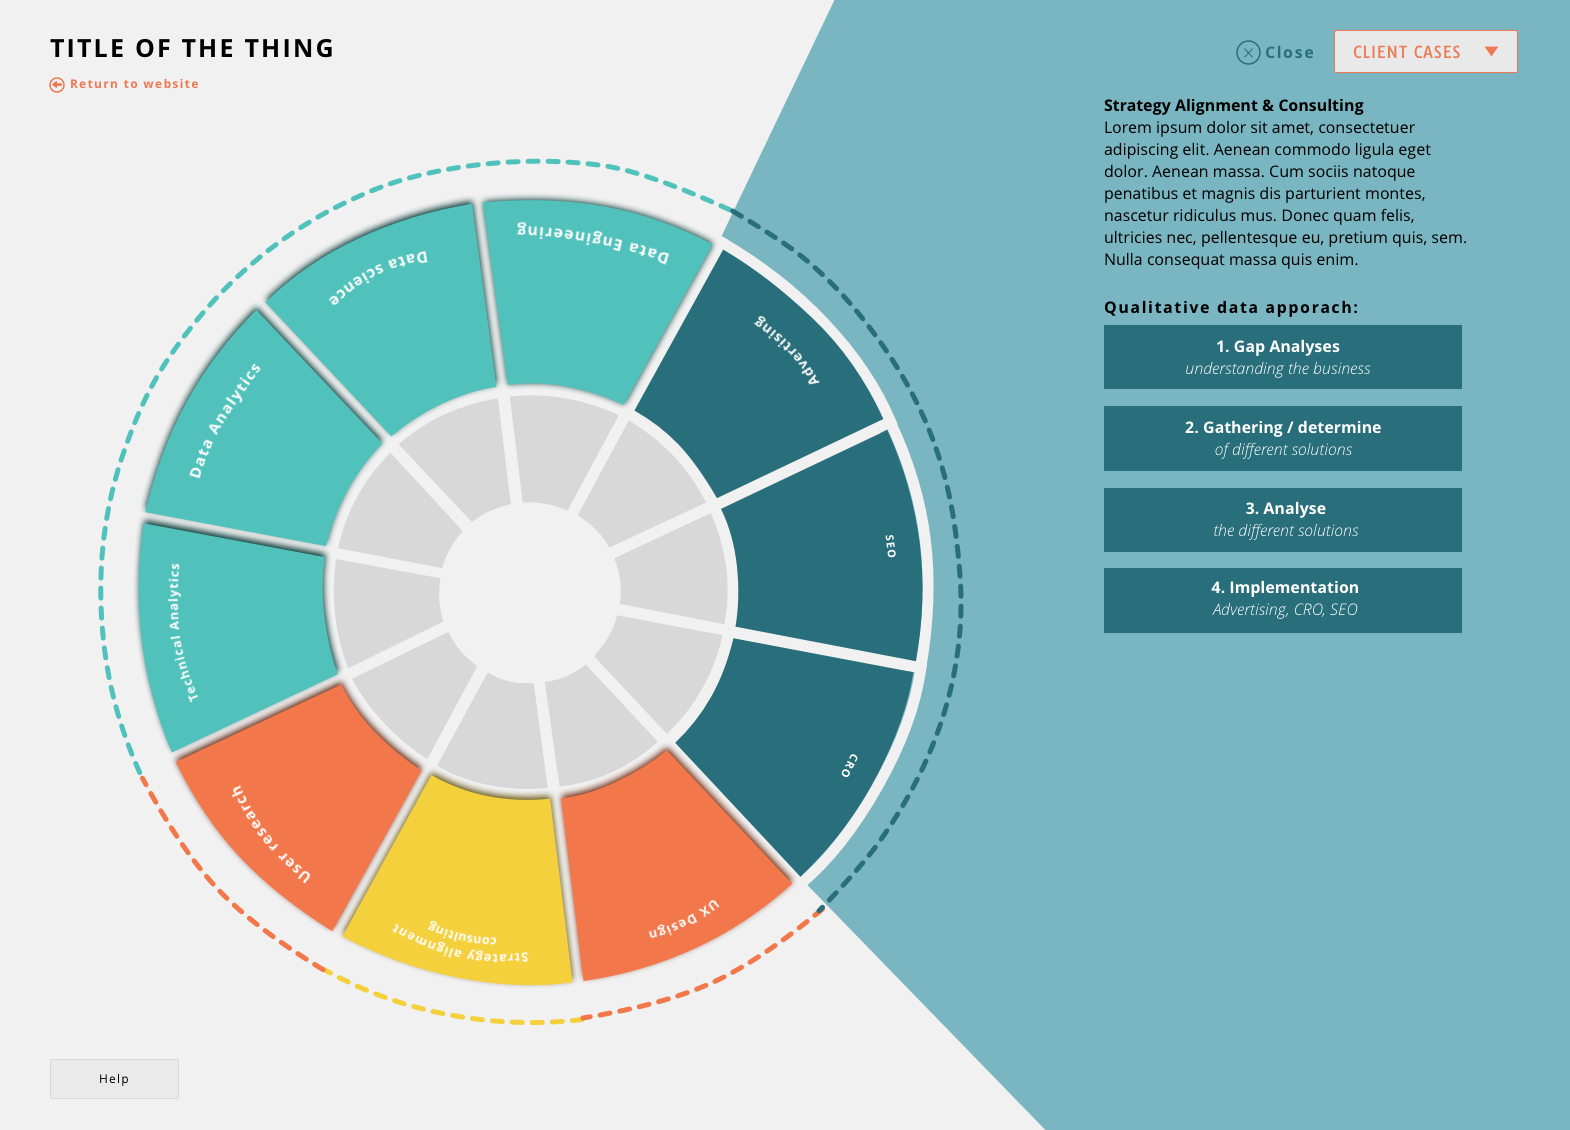 TITLE OF THE THING
Return to website
Close
CLIENT CASES
Strategy Alignment & Consulting
Lorem ipsum dolor sit amet, consectetuer
adipiscing elit. Aenean commodo ligula eget
dolor. Aenean massa. Cum sociis natoque
penatibus et magnis dis parturient montes,
nascetur ridiculus mus. Donec quam felis,
ultricies nec, pellentesque eu, pretium quis, sem.
Nulla consequat massa quis enim.
Qualitative data apporach:
1. Gap Analyses
understanding the business
2. Gathering / determine
of different solutions
3. Analyse
the different solutions
4. Implementation
Advertising, CRO, SEO
Data Engineering
Advertising
SEO
CRO
UX Design
Strategy alignment
consulting
User research
Technical Analytics
Data Analytics
Data science
Help